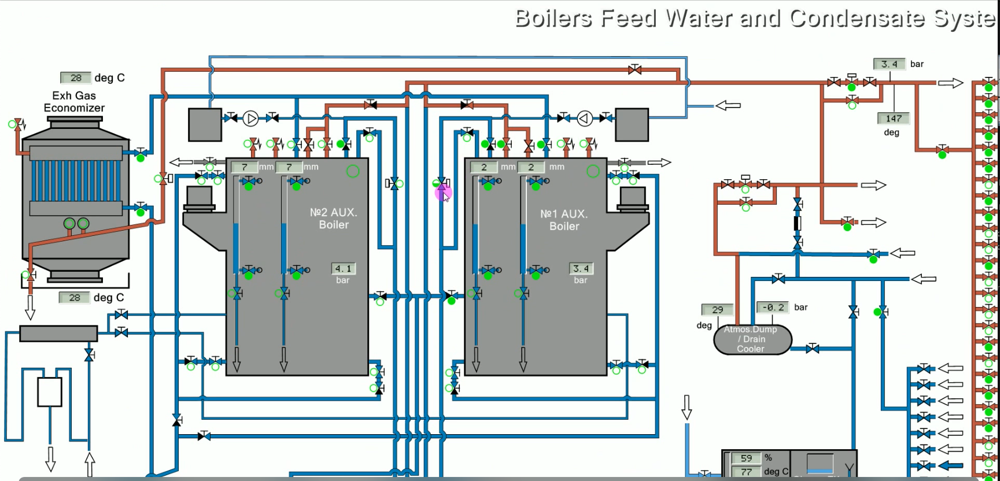 Boilers Feed Water and Condensate Syste
3.4 bar
28 deg C
Exh Gas
Economizer
147
deg
7 mm 7 mm
2 mm 2 mm
№2 AUX.
Boiler
№1 AUX.
Boiler
4.1
bar
3.4
bar
28 deg C
29
deg
-0.2 bar
Atmos.Dump
/ Drain
Cooler
59 %
77 deg C